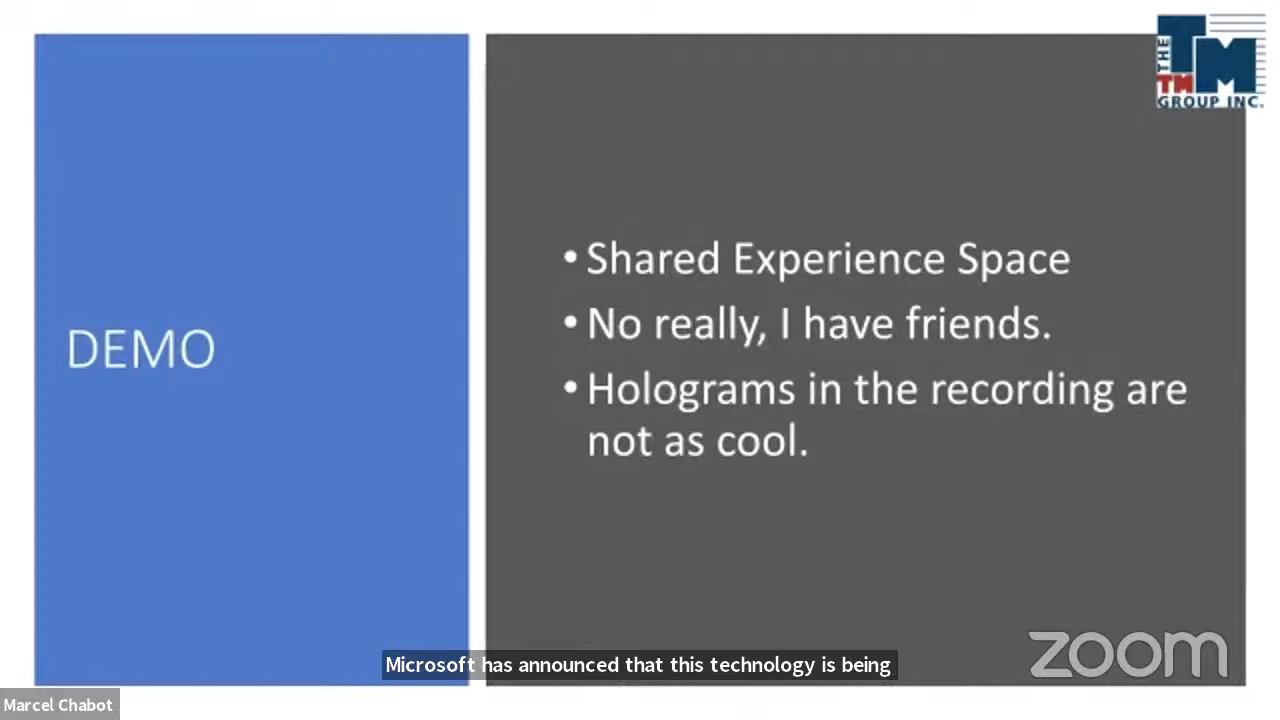 THE
TM
TM
GROUP INC.
DEMO
• Shared Experience Space
• No really, I have friends.
• Holograms in the recording are
not as cool.
Microsoft has announced that this technology is being
zoom
Marcel Chabot